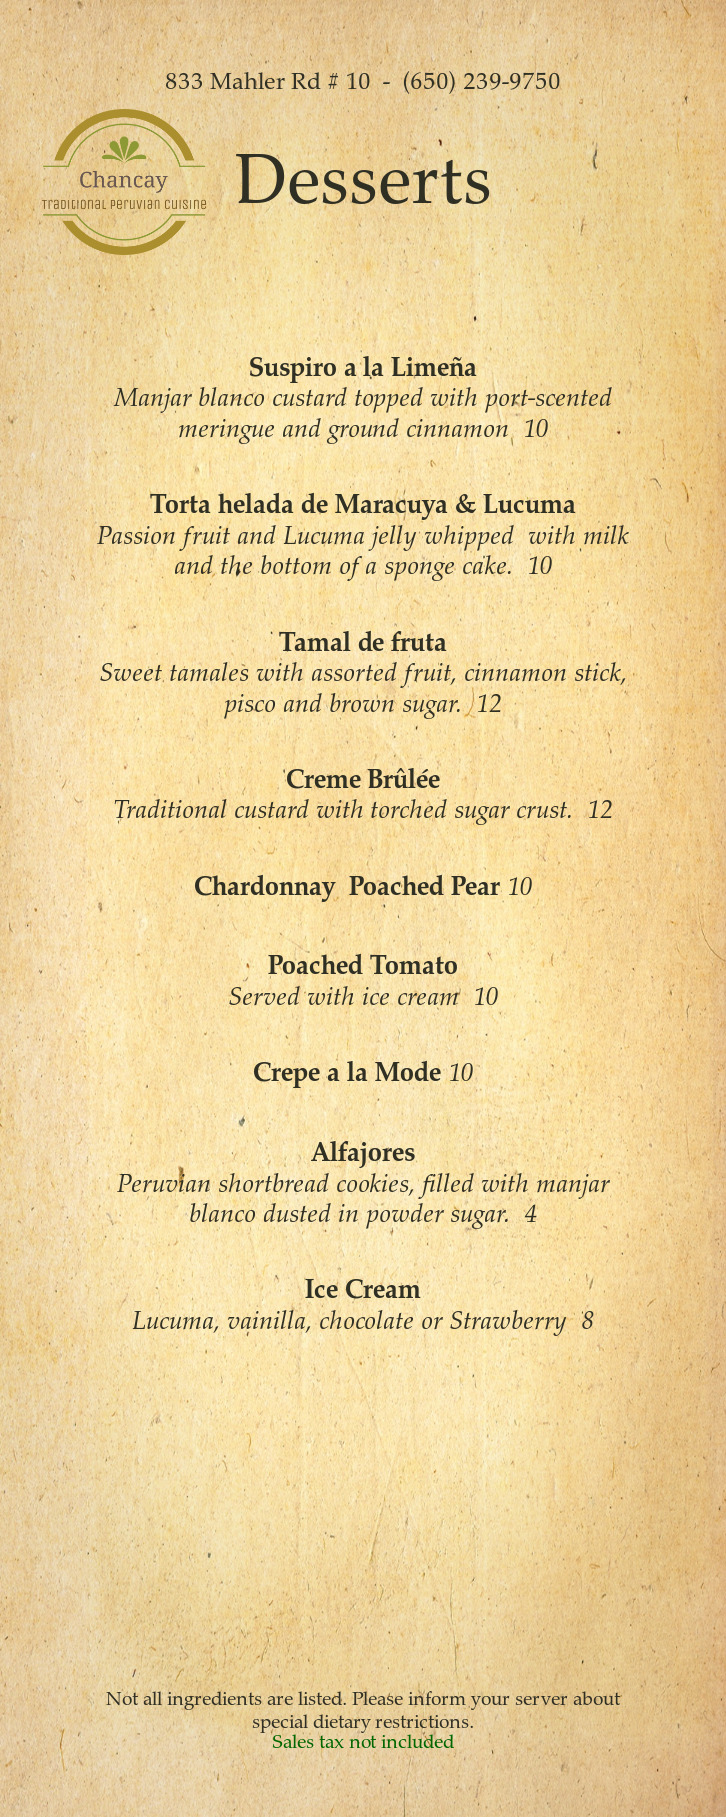 833 Mahler Rd # 10 - (650) 239-9750
Chancay
Traditional Peruvian Cuisine
Desserts
Suspiro a la Limeña
Manjar blanco custard topped with port-scented
meringue and ground cinnamon 10
Torta helada de Maracuya & Lucuma
Passion fruit and Lucuma jelly whipped with milk
and the bottom of a sponge cake. 10
Tamal de fruta
Sweet tamales with assorted fruit, cinnamon stick,
pisco and brown sugar. 12
Creme Brûlée
Traditional custard with torched sugar crust. 12
Chardonnay Poached Pear 10
Poached Tomato
Served with ice cream 10
Crepe a la Mode 10
Alfajores
Peruvian shortbread cookies, filled with manjar
blanco dusted in powder sugar. 4
Ice Cream
Lucuma, vainilla, chocolate or Strawberry 8
Not all ingredients are listed. Please inform your server about
special dietary restrictions.
Sales tax not included